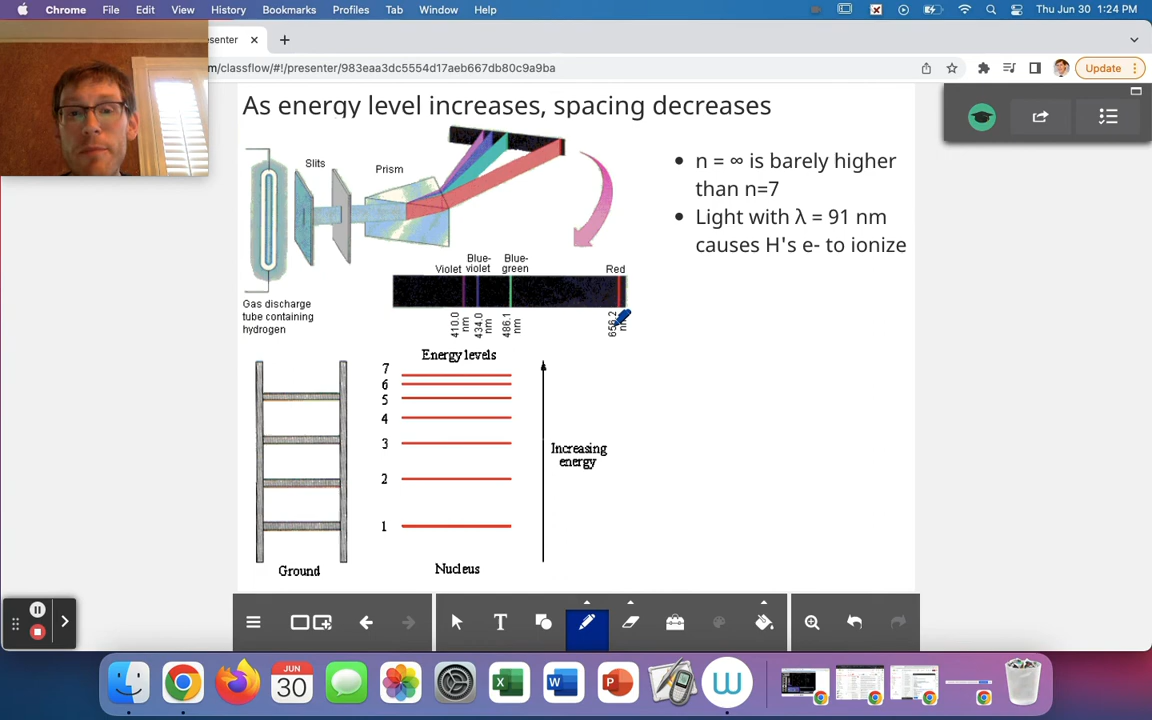 Chrome File Edit View History Bookmarks Profiles Tab Window Help Thu Jun 30 1:24 PM
senter
m/classflow/#!/presenter/983eaa3dc5554d17aeb667db80c9a9ba
Update
As energy level increases, spacing decreases
Slits
Prism
Gas discharge
tube containing
hydrogen
Violet
Blue-
violet
Blue-
green
Red
410.0
nm
434.0
nm
486.1
nm
656.2
• n = ∞ is barely higher
than n=7
• Light with λ = 91 nm
causes H's e- to ionize
Energy levels
7
6
5
4
3
2
1
Increasing
energy
Ground
Nucleus
T
JUN
30
X
W
P
W